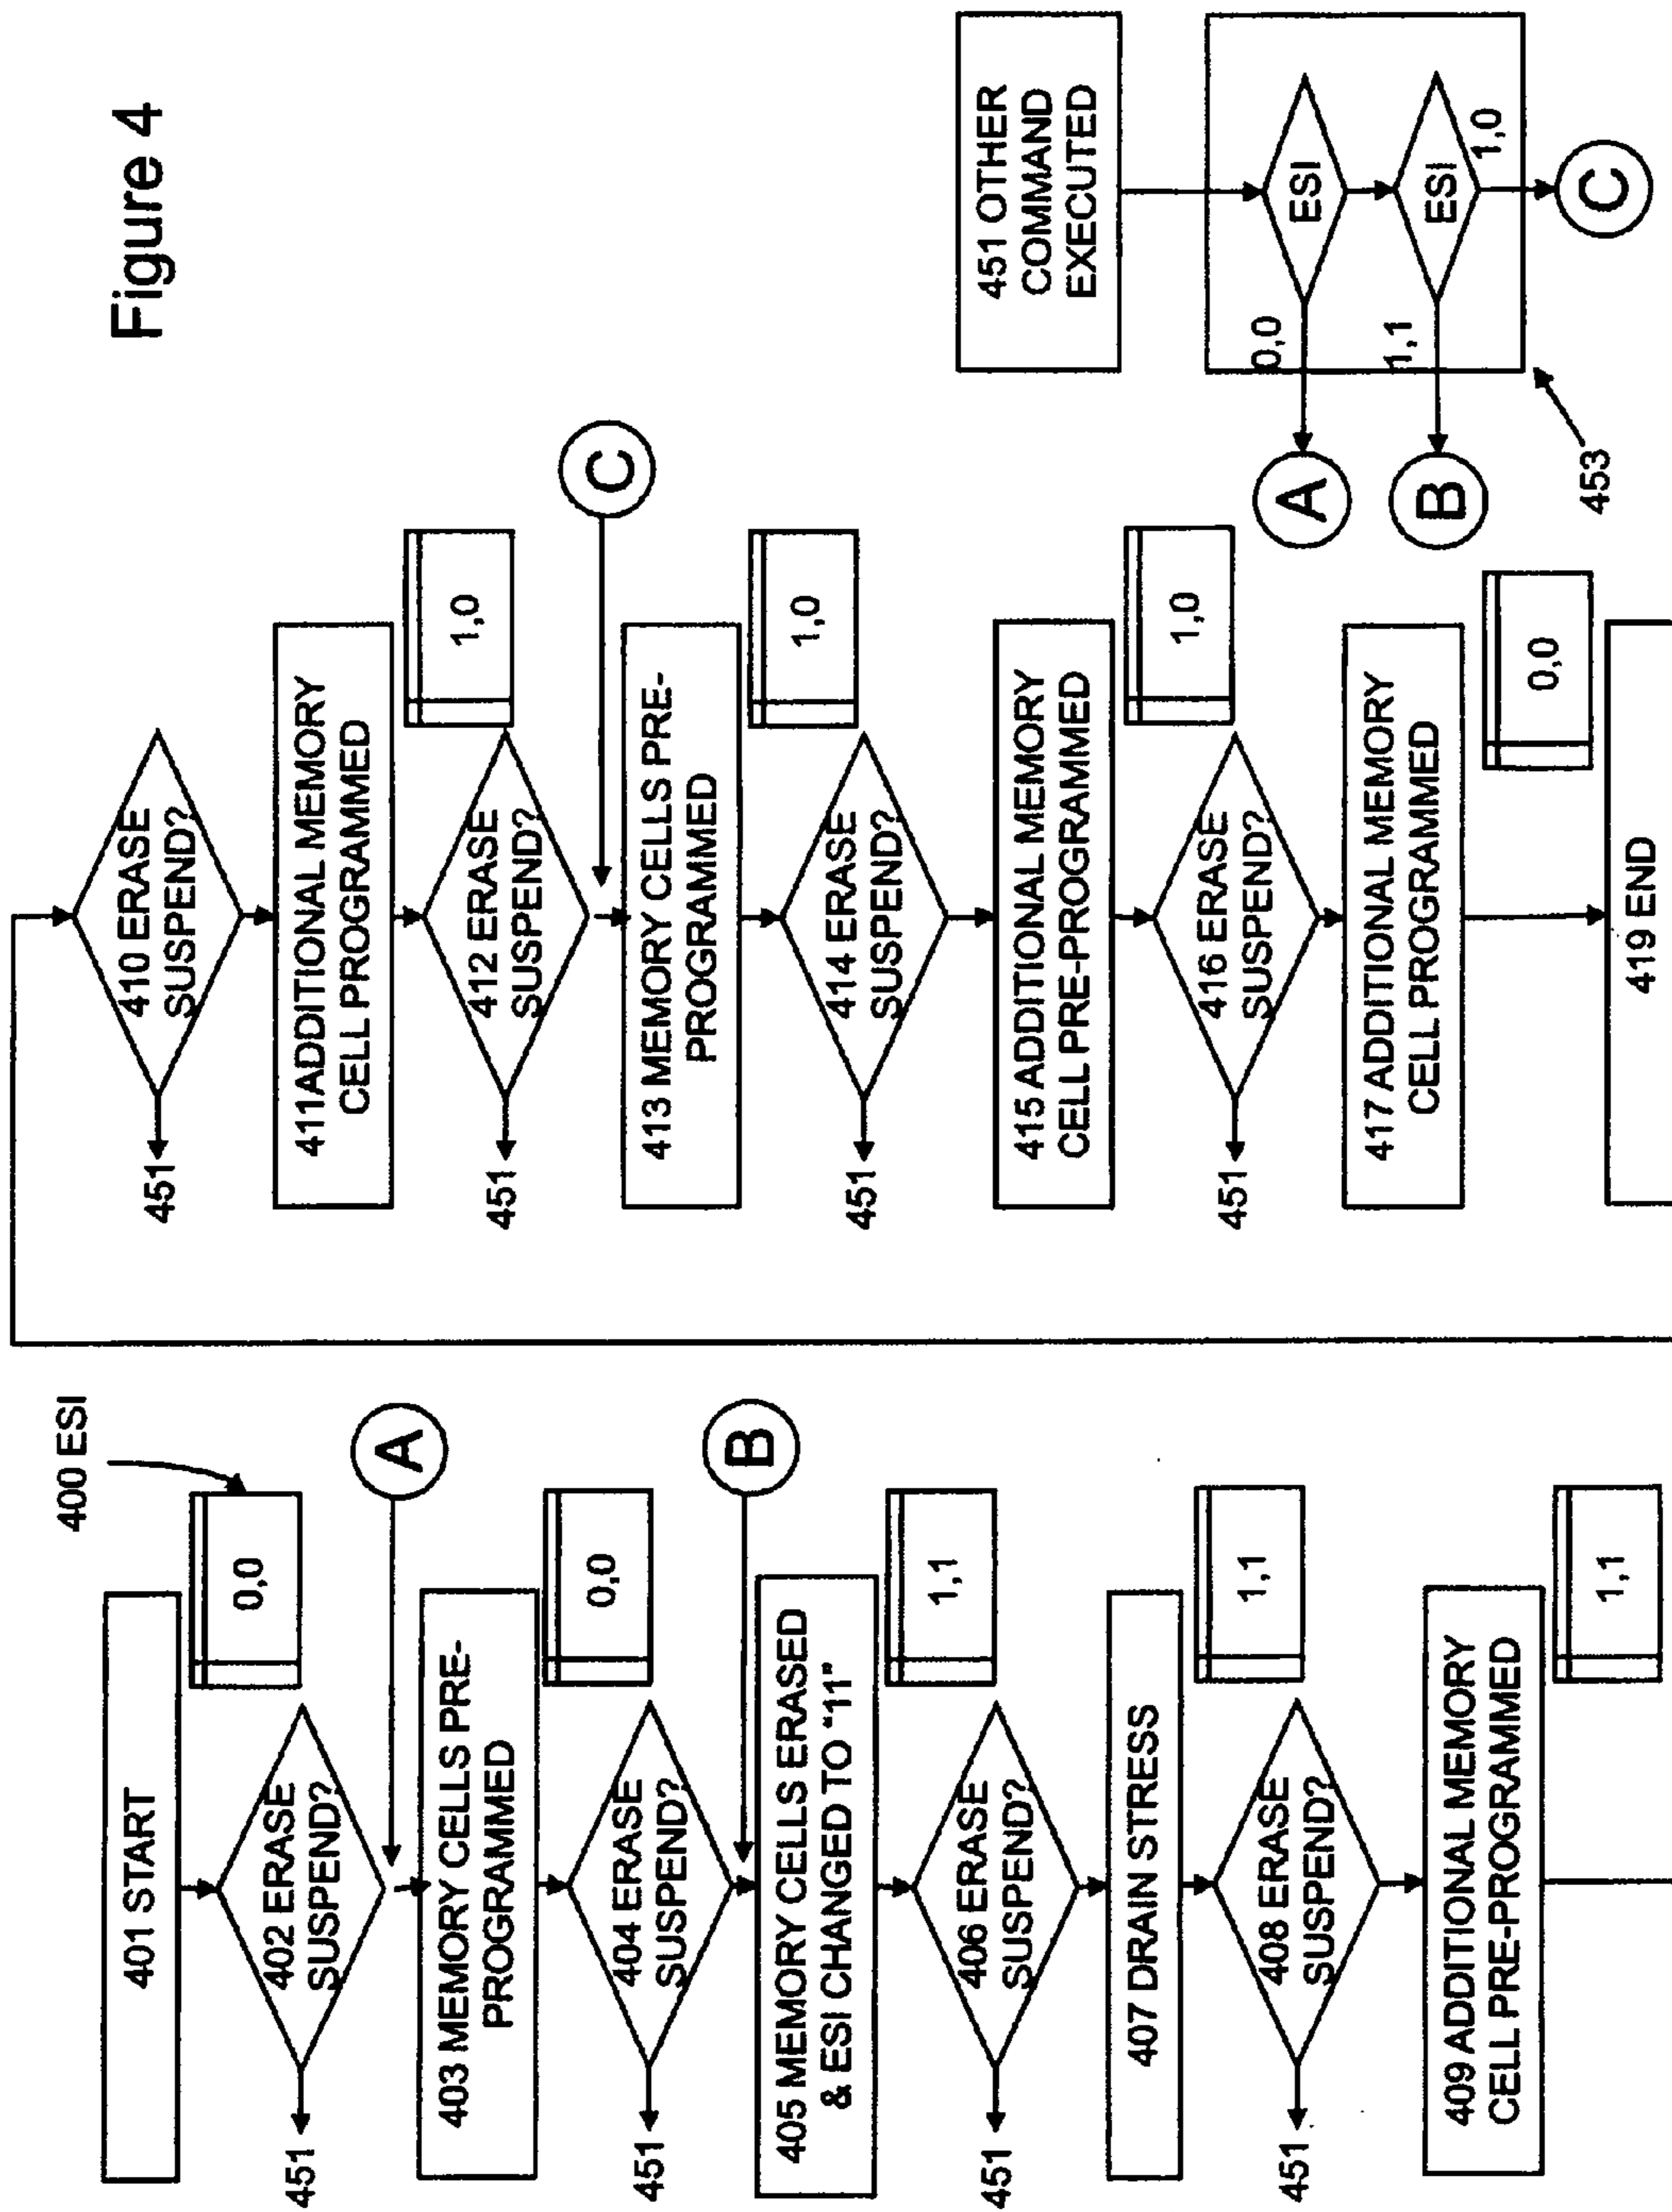 Figure 4
400 ESI
401 START
0,0
402 ERASE
SUSPEND?
451
A
403 MEMORY CELLS PRE-
PROGRAMMED
0,0
404 ERASE
SUSPEND?
451
B
405 MEMORY CELLS ERASED
& ESI CHANGED TO "11"
1,1
406 ERASE
SUSPEND?
451
407 DRAIN STRESS
1,1
408 ERASE
SUSPEND?
451
409 ADDITIONAL MEMORY
CELL PRE-PROGRAMMED
1,1
410 ERASE
SUSPEND?
451
411ADDITIONAL MEMORY
CELL PROGRAMMED
1,0
412 ERASE
SUSPEND?
451
C
413 MEMORY CELLS PRE-
PROGRAMMED
1,0
414 ERASE
SUSPEND?
451
415 ADDITIONAL MEMORY
CELL PRE-PROGRAMMED
1,0
416 ERASE
SUSPEND?
451
417 ADDITIONAL MEMORY
CELL PROGRAMMED
0,0
419 END
451 OTHER
COMMAND
EXECUTED
ESI
0,0
A
ESI
1,1
B
1,0
C
453